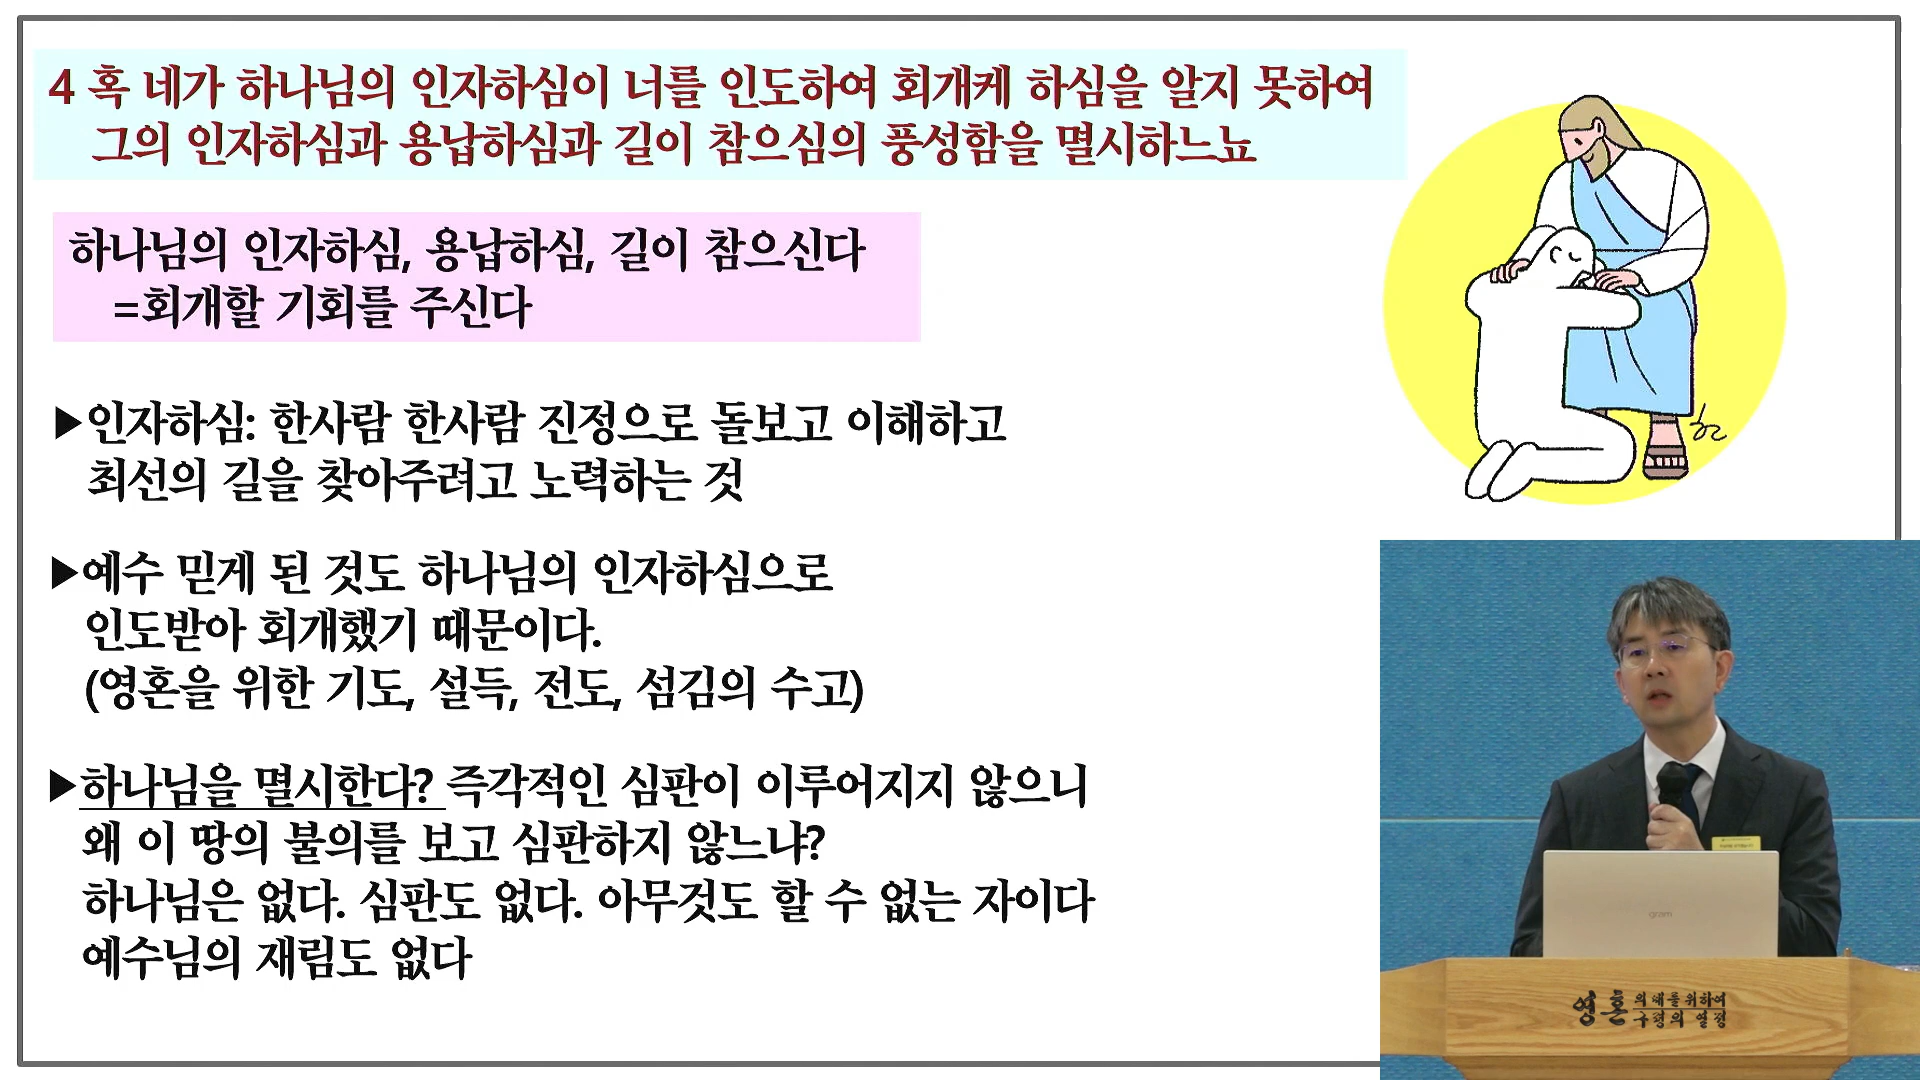 4 혹 네가 하나님의 인자하심이 너를 인도하여 회개케 하심을 알지 못하여
그의 인자하심과 용납하심과 길이 참으심의 풍성함을 멸시하느뇨
하나님의 인자하심, 용납하심, 길이 참으신다
=회개할 기회를 주신다
▶인자하심: 한사람 한사람 진정으로 돌보고 이해하고
최선의 길을 찾아주려고 노력하는 것
▶예수 믿게 된 것도 하나님의 인자하심으로
인도받아 회개했기 때문이다.
(영혼을 위한 기도, 설득, 전도, 섬김의 수고)
▶하나님을 멸시한다? 즉각적인 심판이 이루어지지 않으니
왜 이 땅의 불의를 보고 심판하지 않느냐?
하나님은 없다. 심판도 없다. 아무것도 할 수 없는 자이다
예수님의 재림도 없다
gram
영혼 의 때를 위하여
구령의 열정